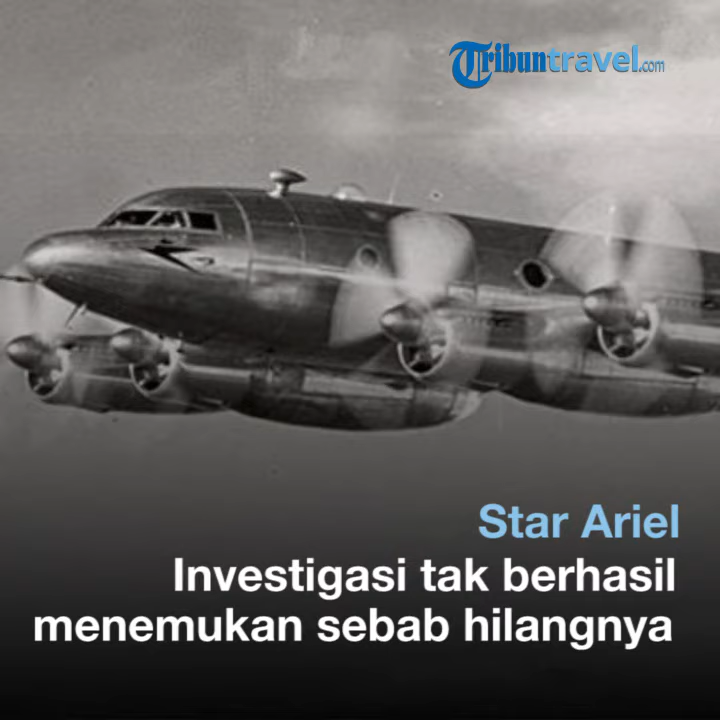 Tribuntravel.com
Star Ariel
Investigasi tak berhasil
menemukan sebab hilangnya